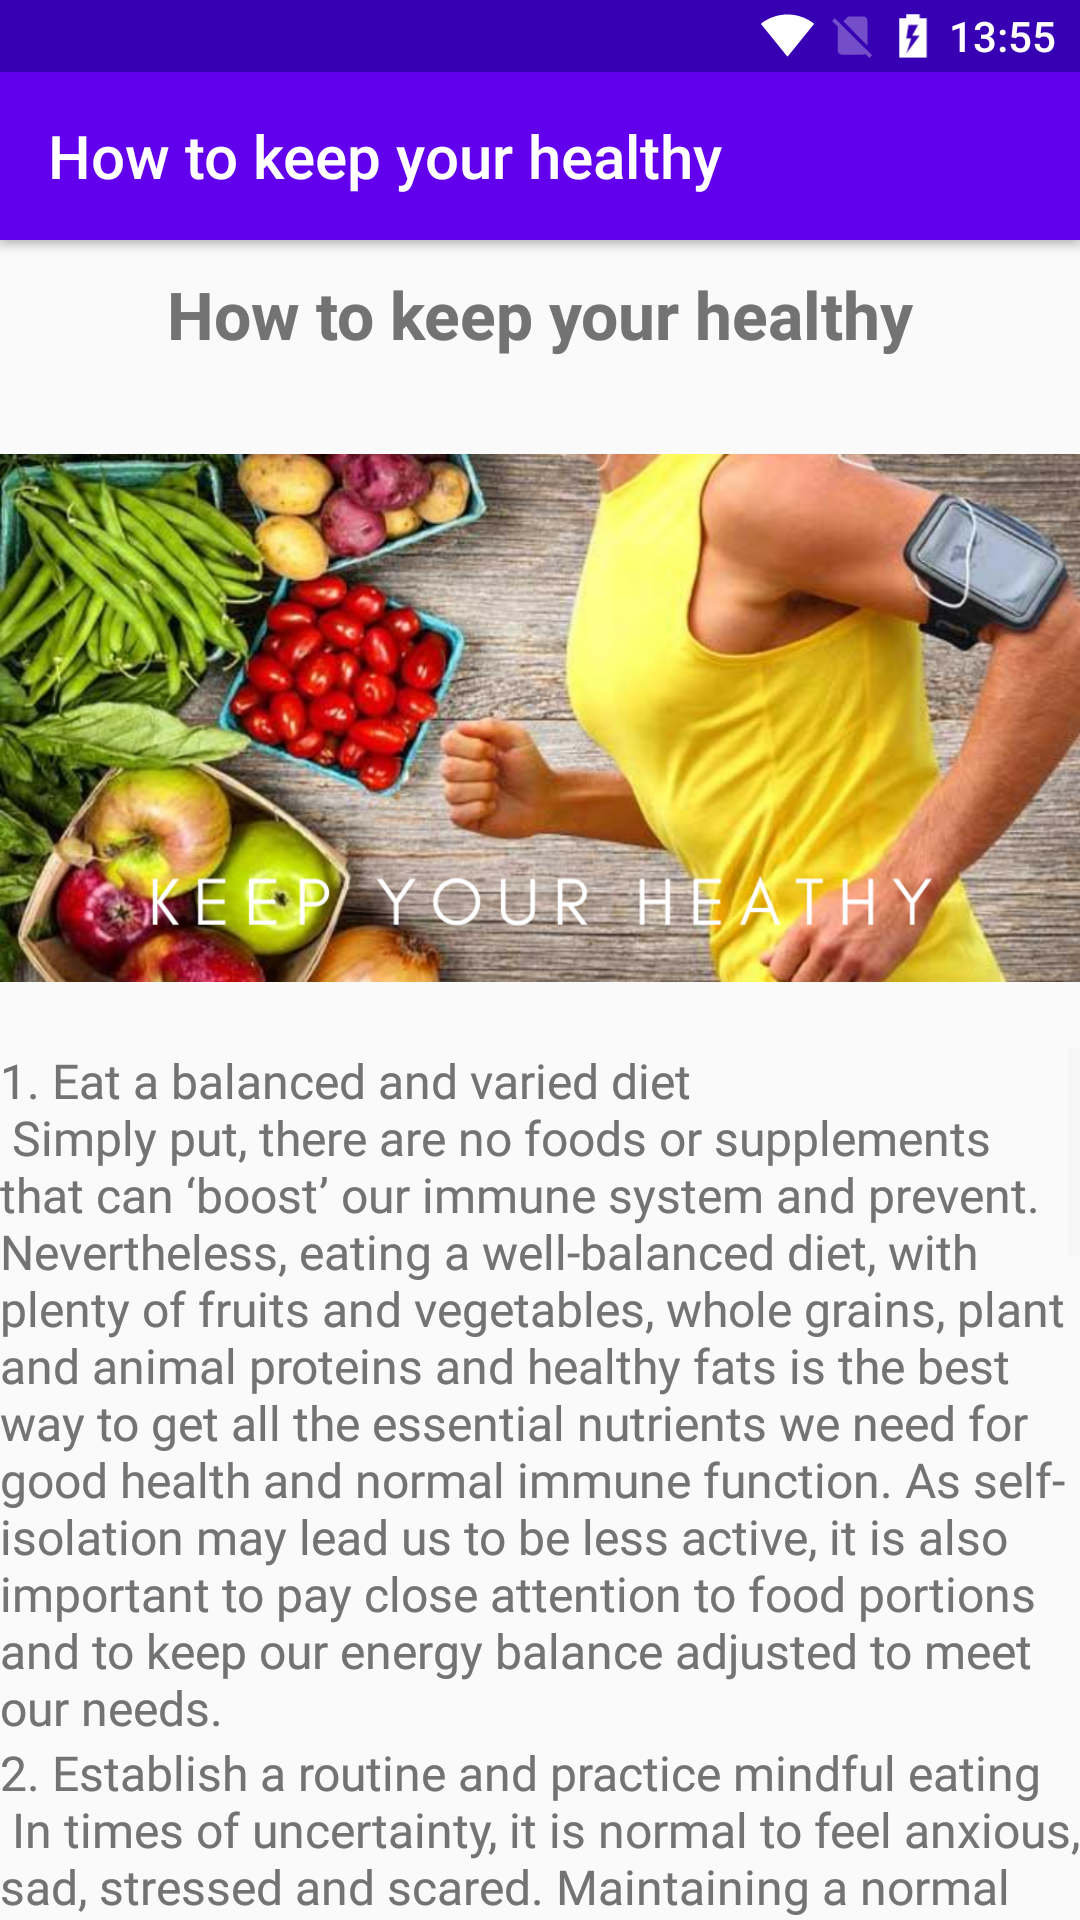 13:55
How to keep your healthy
How to keep your healthy
KEEP YOUR HEATHY
1. Eat a balanced and varied diet
Simply put, there are no foods or supplements
that can ‘boost’ our immune system and prevent.
Nevertheless, eating a well-balanced diet, with
plenty of fruits and vegetables, whole grains, plant
and animal proteins and healthy fats is the best
way to get all the essential nutrients we need for
good health and normal immune function. As self-
isolation may lead us to be less active, it is also
important to pay close attention to food portions
and to keep our energy balance adjusted to meet
our needs.
2. Establish a routine and practice mindful eating
In times of uncertainty, it is normal to feel anxious,
sad, stressed and scared. Maintaining a normal